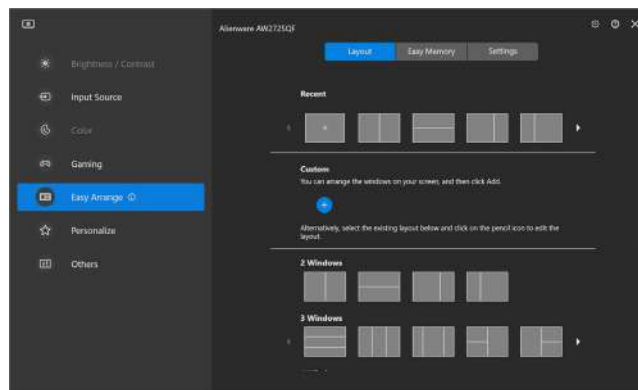 Alienware AW2725QF
Layout
Easy Memory
Settings
Brightness / Contrast
Input Source
Color
Gaming
Easy Arrange
Personalize
Others
Recent
Custom
You can arrange the windows on your screen, and then click Add.
Alternatively, select the existing layout below and click on the pencil icon to edit the
layout.
2 Windows
3 Windows